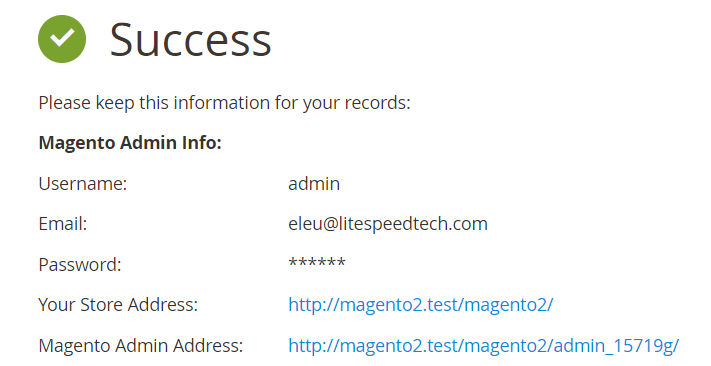 Success
Please keep this information for your records:
Magento Admin Info:
Username: admin
Email: eleu@litespeedtech.com
Password: ******
Your Store Address: http://magento2.test/magento2/
Magento Admin Address: http://magento2.test/magento2/admin_15719g/